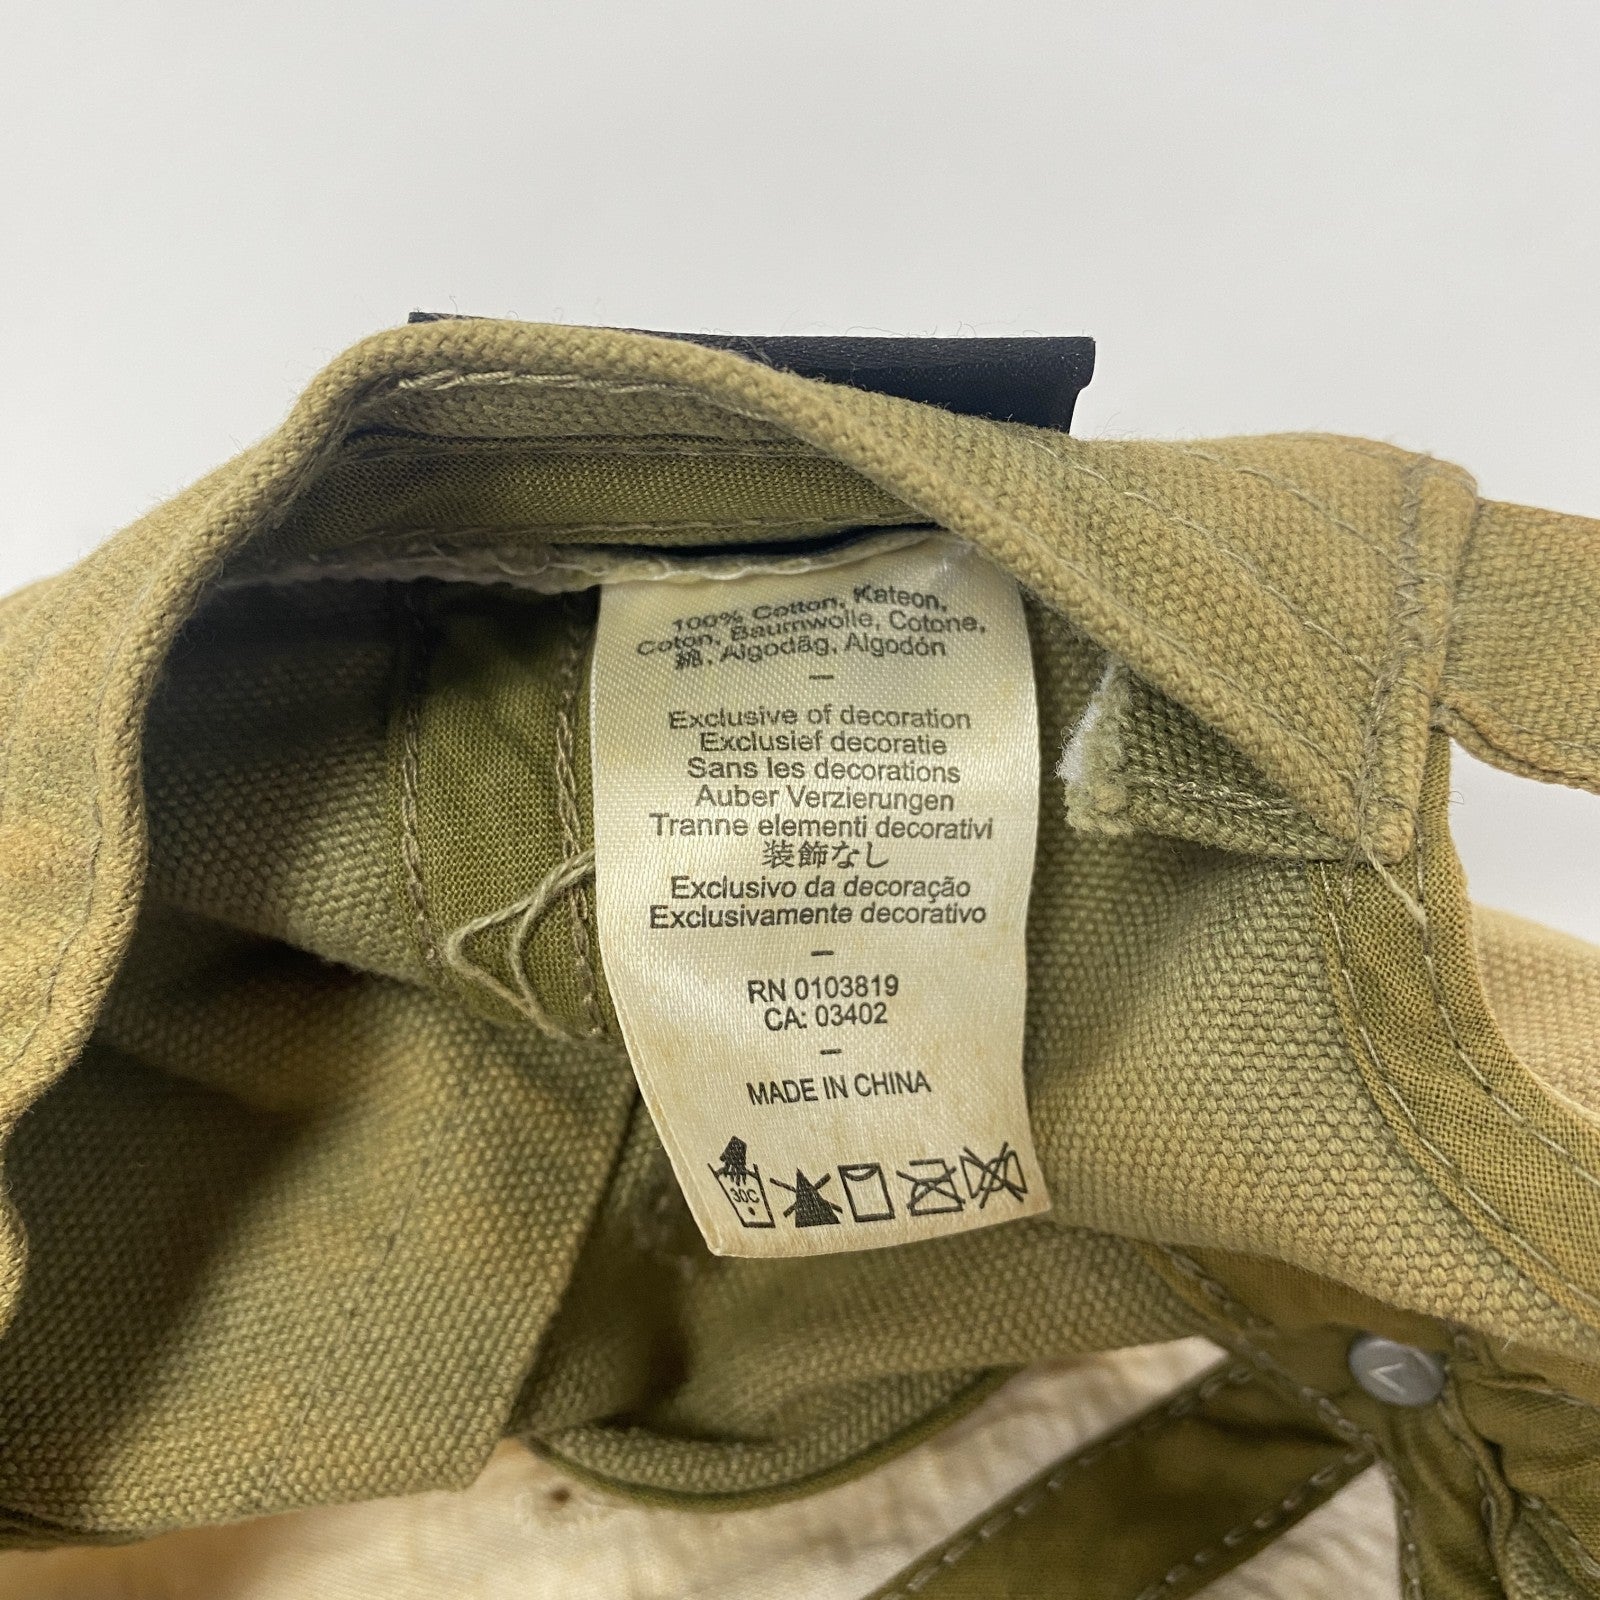 100% Cotton, Kateon,
Coton, Baumwolle, Cotone,
綿, Algodãg, Algodón
—
Exclusive of decoration
Exclusief decoratie
Sans les decorations
Auber Verzierungen
Tranne elementi decorativi
装飾なし
Exclusivo da decoração
Exclusivamente decorativo
—
RN 0103819
CA: 03402
—
MADE IN CHINA
30C